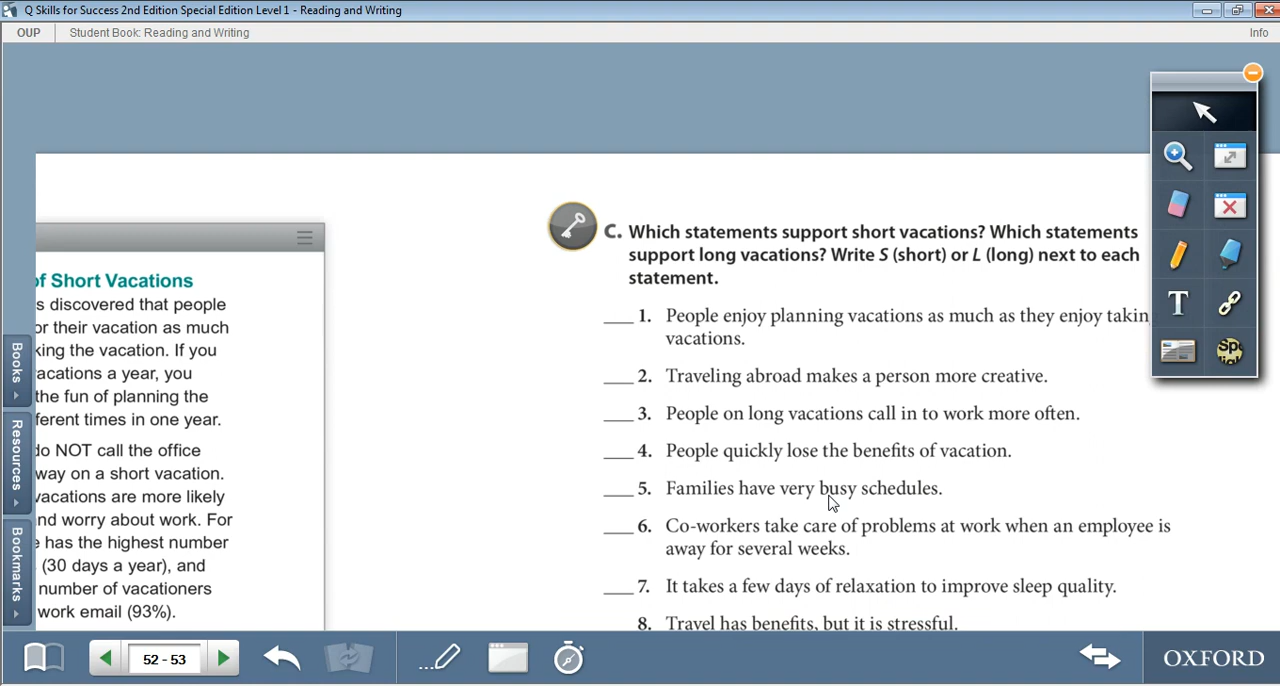 Q Skills for Success 2nd Edition Special Edition Level 1 - Reading and Writing
OUP
Student Book: Reading and Writing
Info
of Short Vacations
s discovered that people
or their vacation as much
king the vacation. If you
acations a year, you
the fun of planning the
ferent times in one year.
do NOT call the office
way on a short vacation.
vacations are more likely
nd worry about work. For
e has the highest number
(30 days a year), and
number of vacationers
work email (93%).
C. Which statements support short vacations? Which statements
support long vacations? Write S (short) or L (long) next to each
statement.
___ 1. People enjoy planning vacations as much as they enjoy takin
vacations.
___ 2. Traveling abroad makes a person more creative.
___ 3. People on long vacations call in to work more often.
___ 4. People quickly lose the benefits of vacation.
___ 5. Families have very busy schedules.
___ 6. Co-workers take care of problems at work when an employee is
away for several weeks.
___ 7. It takes a few days of relaxation to improve sleep quality.
8. Travel has benefits, but it is stressful.
Books
Resources
Bookmarks
T
52 - 53
OXFORD